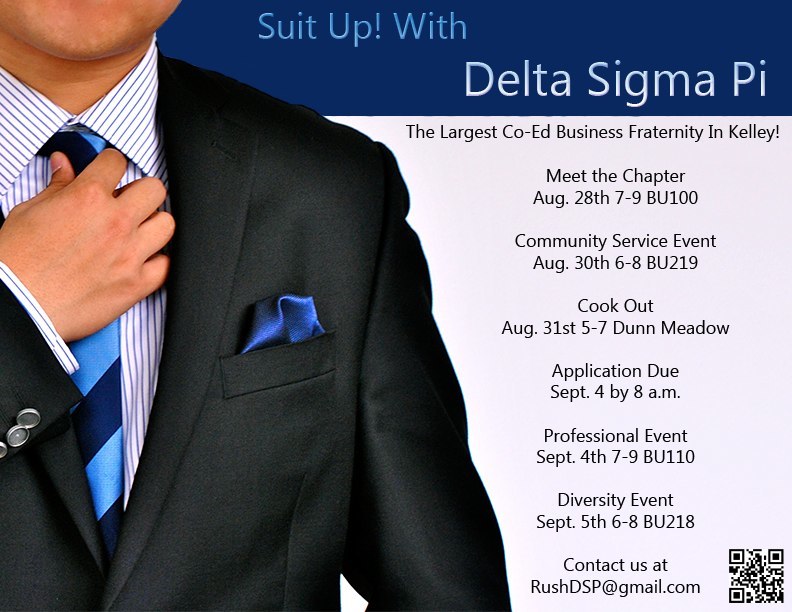 Suit Up! With
Delta Sigma Pi
The Largest Co-Ed Business Fraternity In Kelley!
Meet the Chapter
Aug. 28th 7-9 BU100
Community Service Event
Aug. 30th 6-8 BU219
Cook Out
Aug. 31st 5-7 Dunn Meadow
Application Due
Sept. 4 by 8 a.m.
Professional Event
Sept. 4th 7-9 BU110
Diversity Event
Sept. 5th 6-8 BU218
Contact us at
RushDSP@gmail.com